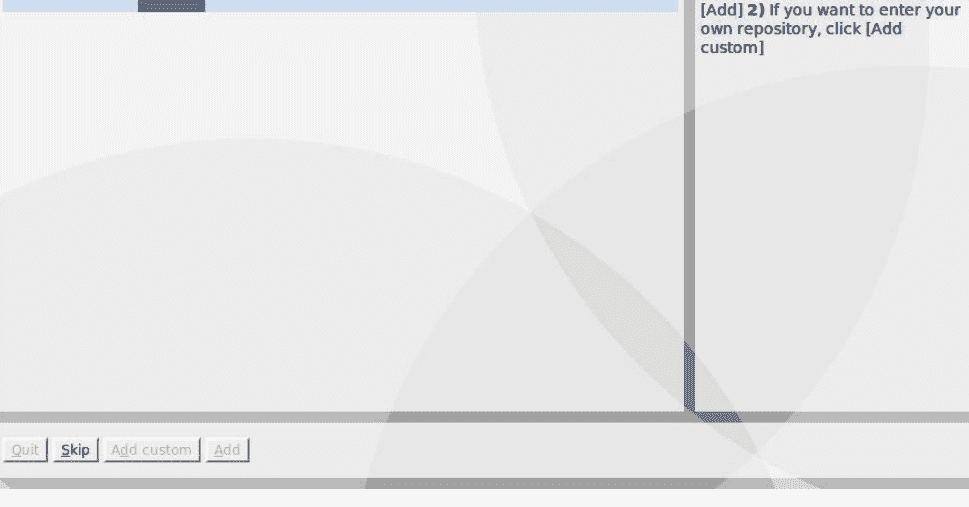 [Add] 2) If you want to enter your
own repository, click [Add
custom]
Quit Skip Add custom Add